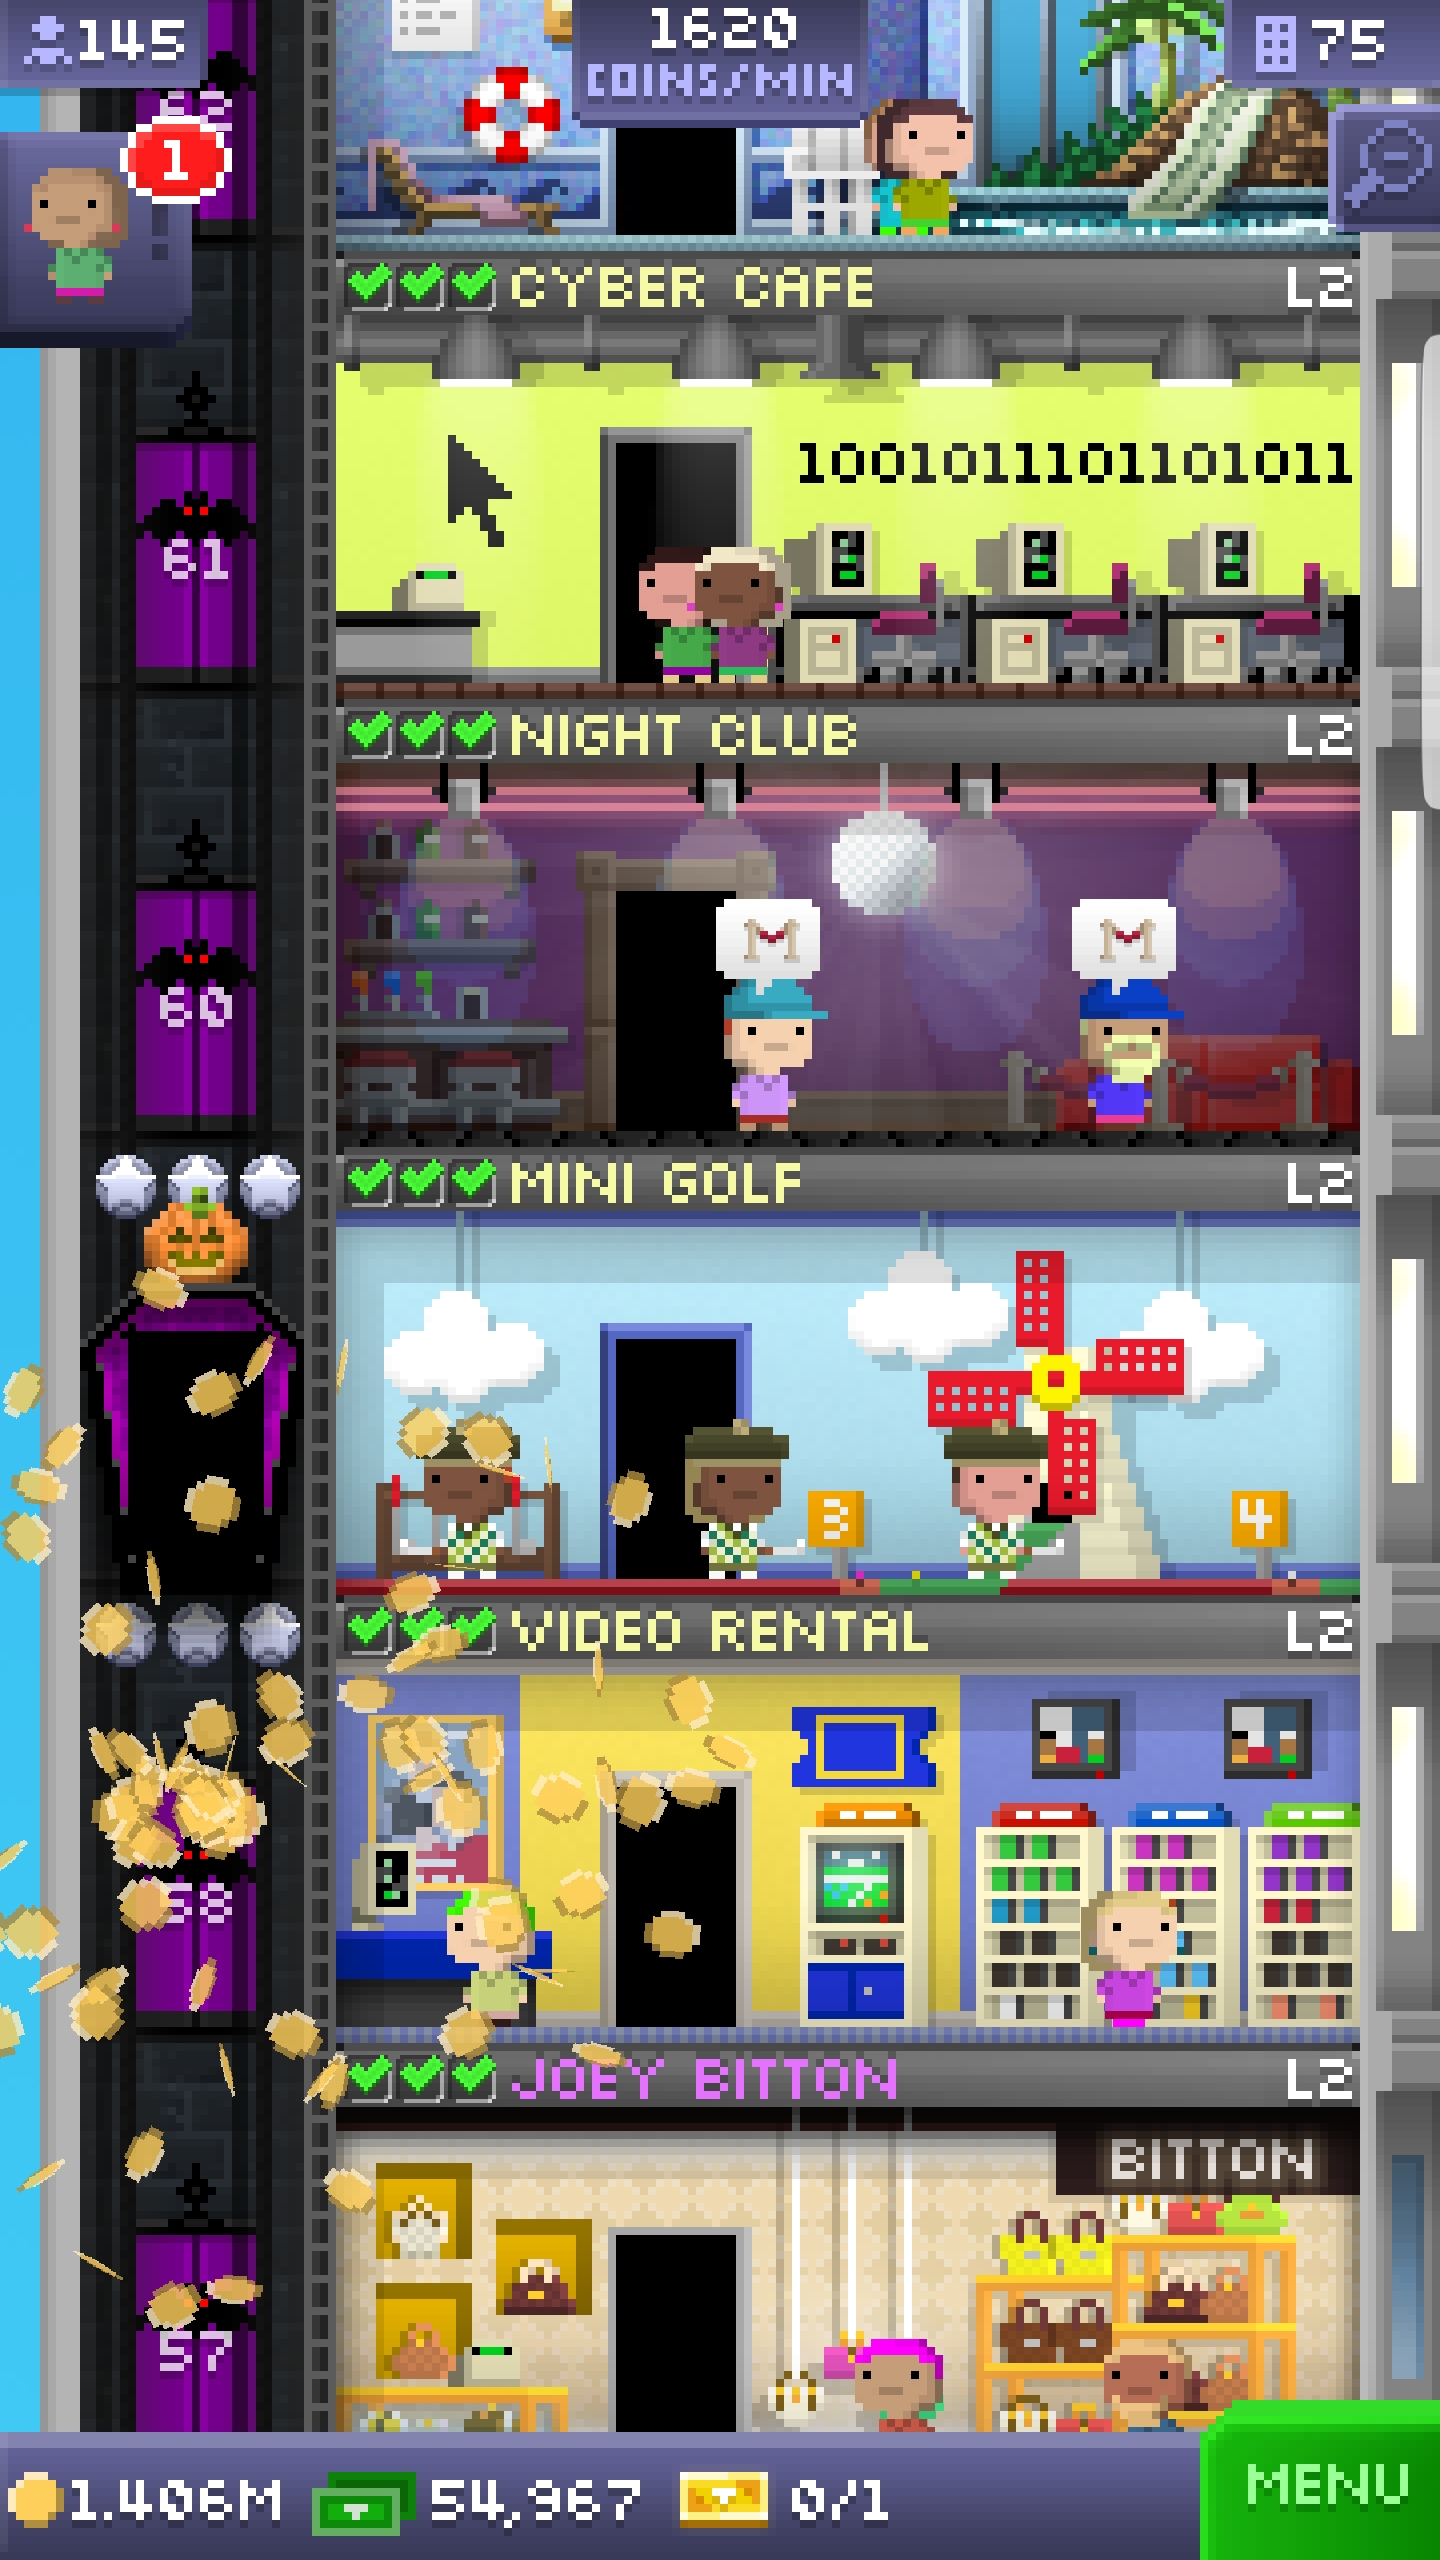 145
1620
COINS/MIN
75
1
CYBER CAFE L2
1001011101101011
61
NIGHT CLUB L2
M M
60
MINI GOLF L2
3 4
VIDEO RENTAL L2
58
JOEY BITTON L2
BITTON
57
1.406M 54,967 0/1 MENU